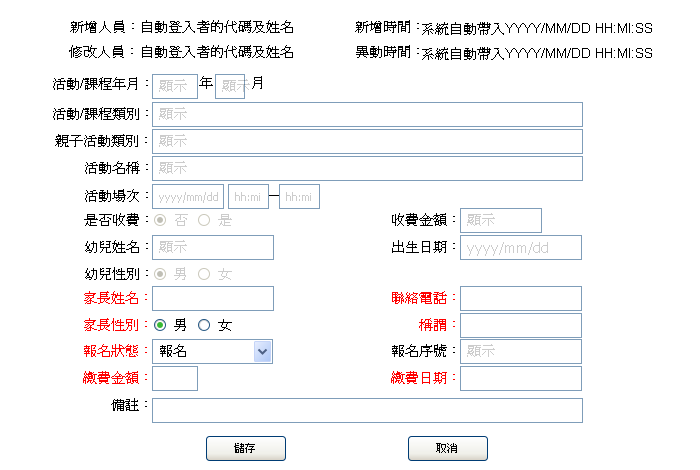 新增人員：自動登入者的代碼及姓名 新增時間：系統自動帶入YYYY/MM/DD HH:MI:SS
修改人員：自動登入者的代碼及姓名 異動時間：系統自動帶入YYYY/MM/DD HH:MI:SS
活動/課程年月：顯示 年 顯示 月
活動/課程類別：顯示
親子活動類別：顯示
活動名稱：顯示
活動場次：yyyy/mm/dd hh:mi—hh:mi
是否收費：否 是 收費金額：顯示
幼兒姓名：顯示 出生日期：yyyy/mm/dd
幼兒性別：男 女
家長姓名： 聯絡電話：
家長性別：男 女 稱謂：
報名狀態：報名 報名序號：顯示
繳費金額： 繳費日期：
備註：
儲存 取消